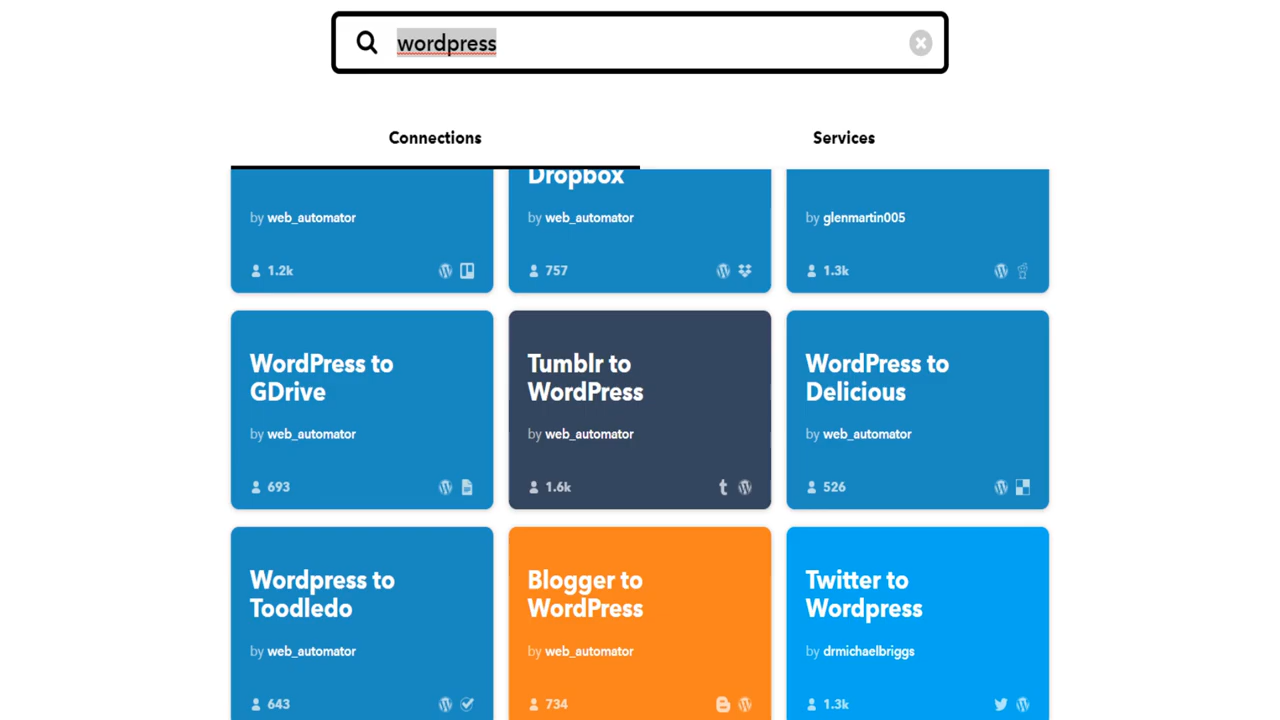 wordpress
Connections
Services
Dropbox
by web_automator
by web_automator
by glenmartin005
1.2k
757
1.3k
WordPress to
GDrive
by web_automator
693
Tumblr to
WordPress
by web_automator
1.6k
WordPress to
Delicious
by web_automator
526
Wordpress to
Toodledo
by web_automator
643
Blogger to
WordPress
by web_automator
734
Twitter to
Wordpress
by drmichaelbriggs
1.3k